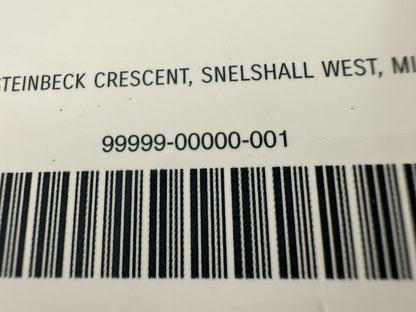 STEINBECK CRESCENT, SNELSHALL WEST, MI
99999-00000-001